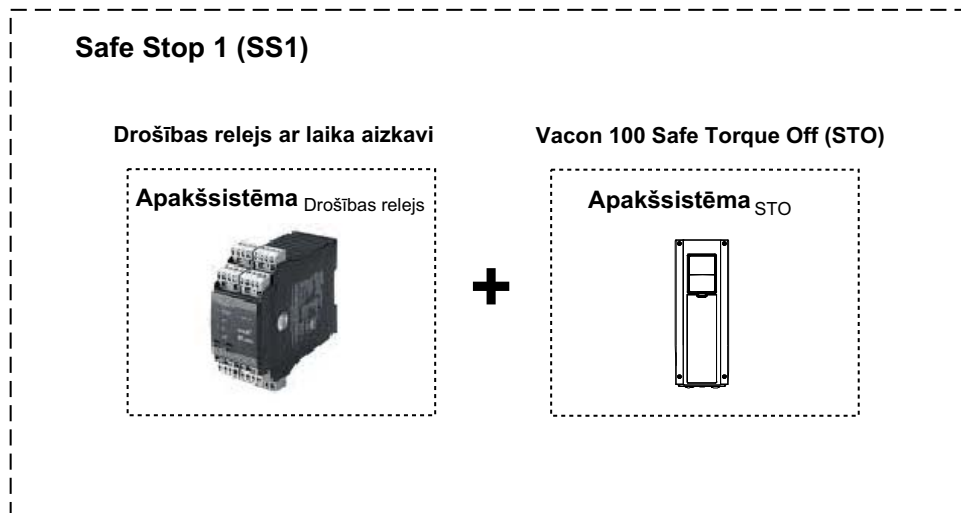 Safe Stop 1 (SS1)
Drošības relejs ar laika aizkavi
Vacon 100 Safe Torque Off (STO)
Apakšsistēma Drošības relejs
Apakšsistēma STO
+